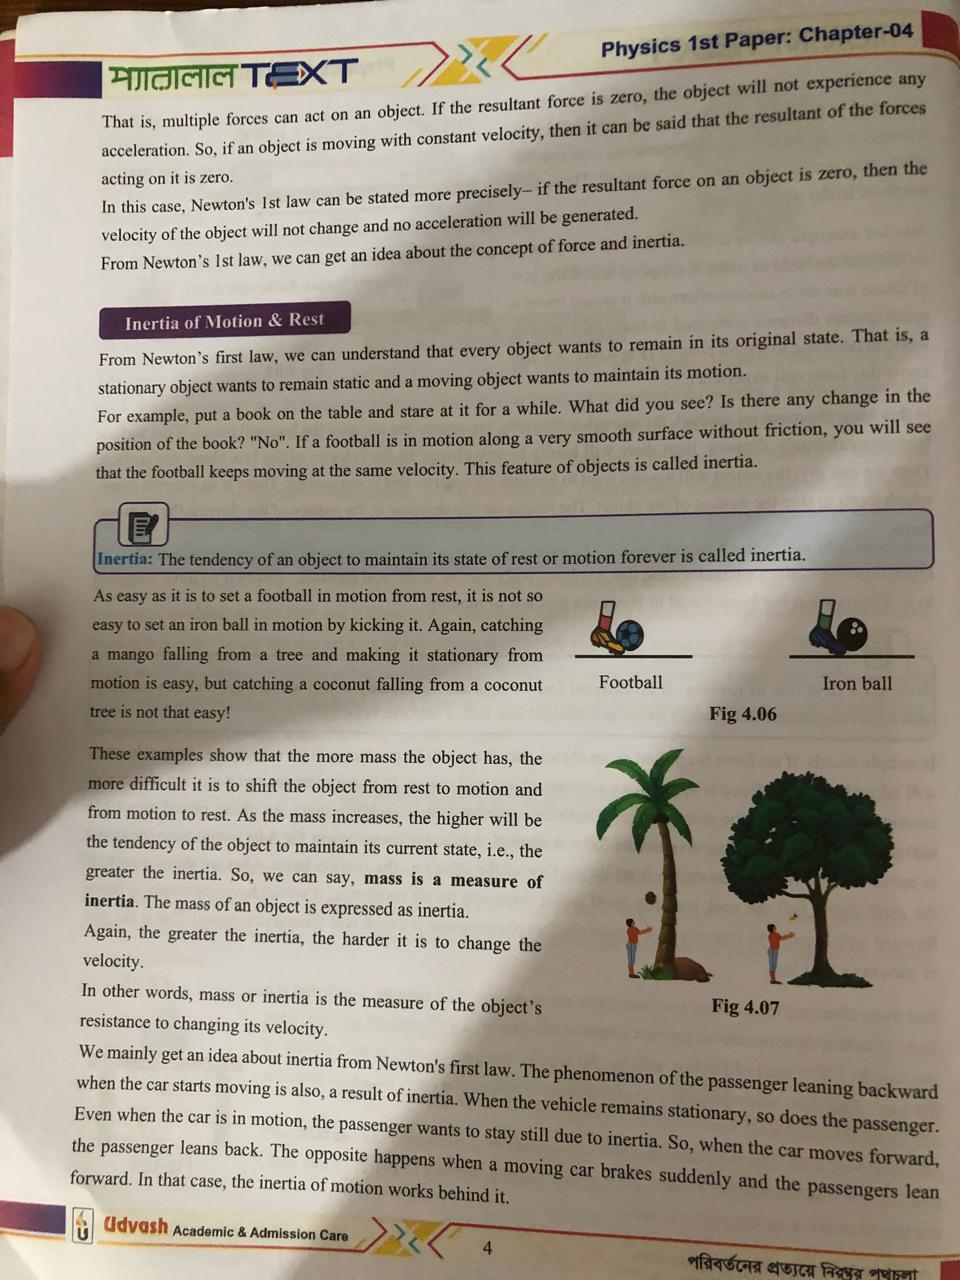 প্যারালাল TEXT
Physics 1st Paper: Chapter-04
That is, multiple forces can act on an object. If the resultant force is zero, the object will not experience any
acceleration. So, if an object is moving with constant velocity, then it can be said that the resultant of the forces
acting on it is zero.
In this case, Newton's 1st law can be stated more precisely– if the resultant force on an object is zero, then the
velocity of the object will not change and no acceleration will be generated.
From Newton's 1st law, we can get an idea about the concept of force and inertia.
Inertia of Motion & Rest
From Newton's first law, we can understand that every object wants to remain in its original state. That is, a
stationary object wants to remain static and a moving object wants to maintain its motion.
For example, put a book on the table and stare at it for a while. What did you see? Is there any change in the
position of the book? "No". If a football is in motion along a very smooth surface without friction, you will see
that the football keeps moving at the same velocity. This feature of objects is called inertia.
Inertia: The tendency of an object to maintain its state of rest or motion forever is called inertia.
As easy as it is to set a football in motion from rest, it is not so
easy to set an iron ball in motion by kicking it. Again, catching
a mango falling from a tree and making it stationary from
motion is easy, but catching a coconut falling from a coconut
tree is not that easy!
Football
Iron ball
Fig 4.06
These examples show that the more mass the object has, the
more difficult it is to shift the object from rest to motion and
from motion to rest. As the mass increases, the higher will be
the tendency of the object to maintain its current state, i.e., the
greater the inertia. So, we can say, mass is a measure of
inertia. The mass of an object is expressed as inertia.
Again, the greater the inertia, the harder it is to change the
velocity.
In other words, mass or inertia is the measure of the object's
resistance to changing its velocity.
Fig 4.07
We mainly get an idea about inertia from Newton's first law. The phenomenon of the passenger leaning backward
when the car starts moving is also, a result of inertia. When the vehicle remains stationary, so does the passenger.
Even when the car is in motion, the passenger wants to stay still due to inertia. So, when the car moves forward,
the passenger leans back. The opposite happens when a moving car brakes suddenly and the passengers lean
forward. In that case, the inertia of motion works behind it.
Udvash Academic & Admission Care
4
পরিবর্তনের প্রত্যয়ে নিরন্তর পথচলা